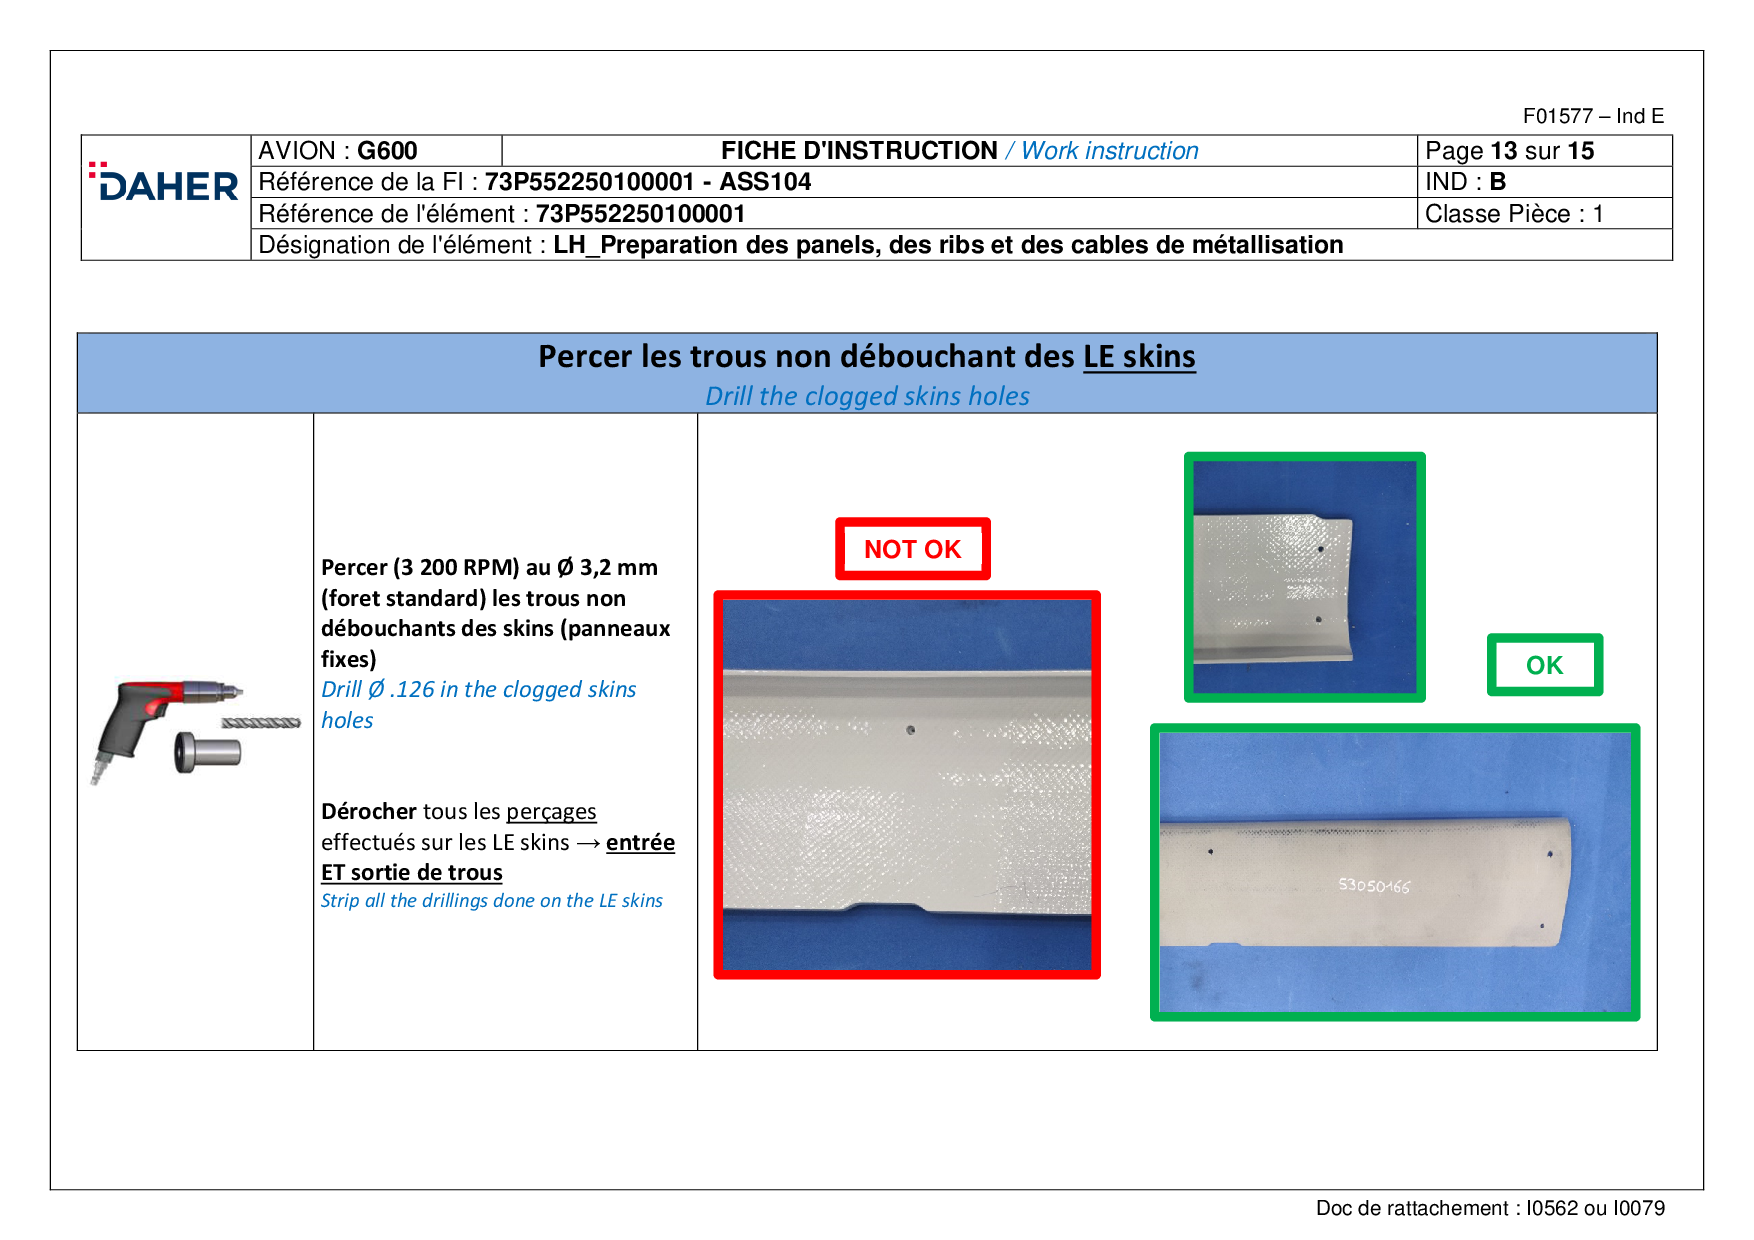 F01577 – Ind E
DAHER
AVION : G600
FICHE D'INSTRUCTION / Work instruction
Page 13 sur 15
Référence de la FI : 73P552250100001 - ASS104
IND : B
Référence de l'élément : 73P552250100001
Classe Pièce : 1
Désignation de l'élément : LH_Preparation des panels, des ribs et des cables de métallisation
Percer les trous non débouchant des LE skins
Drill the clogged skins holes
Percer (3 200 RPM) au Ø 3,2 mm
(foret standard) les trous non
débouchants des skins (panneaux
fixes)
Drill Ø .126 in the clogged skins
holes
Dérocher tous les perçages
effectués sur les LE skins → entrée
ET sortie de trous
Strip all the drillings done on the LE skins
NOT OK
OK
53050166
Doc de rattachement : I0562 ou I0079